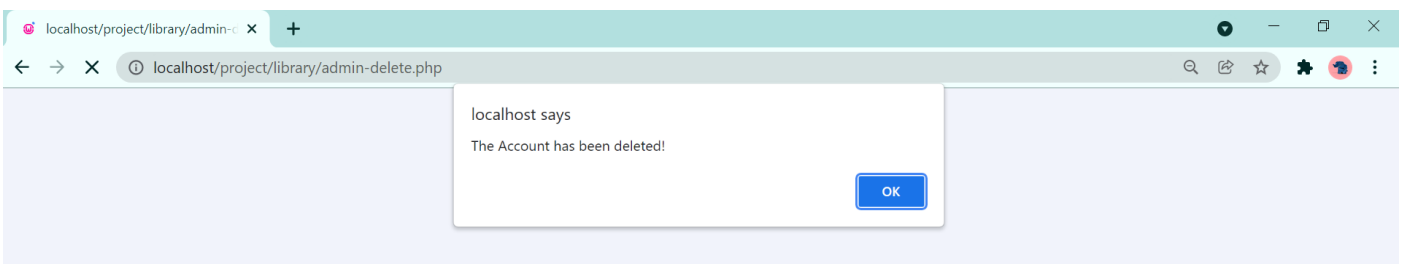 localhost/project/library/admin-d
localhost/project/library/admin-delete.php
localhost says
The Account has been deleted!
OK